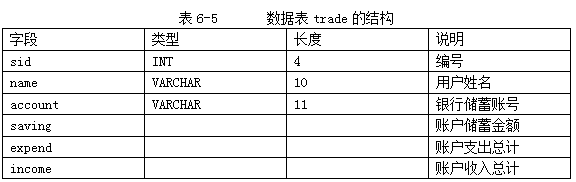 表 6-5 数据表 trade 的结构
字段 类型 长度 说明
sid INT 4 编号
name VARCHAR 10 用户姓名
account VARCHAR 11 银行储蓄账号
saving 账户储蓄金额
expend 账户支出总计
income 账户收入总计